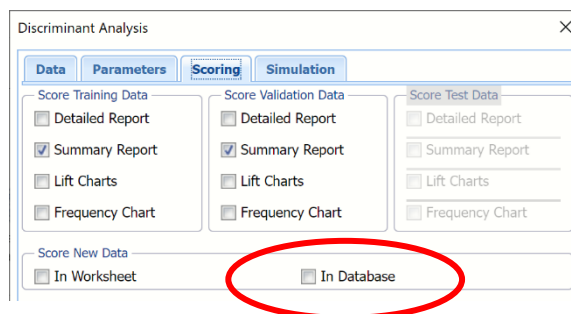 Discriminant Analysis
Data Parameters Scoring Simulation
Score Training Data Score Validation Data Score Test Data
Detailed Report Detailed Report Detailed Report
Summary Report Summary Report Summary Report
Lift Charts Lift Charts Lift Charts
Frequency Chart Frequency Chart Frequency Chart
Score New Data
In Worksheet In Database